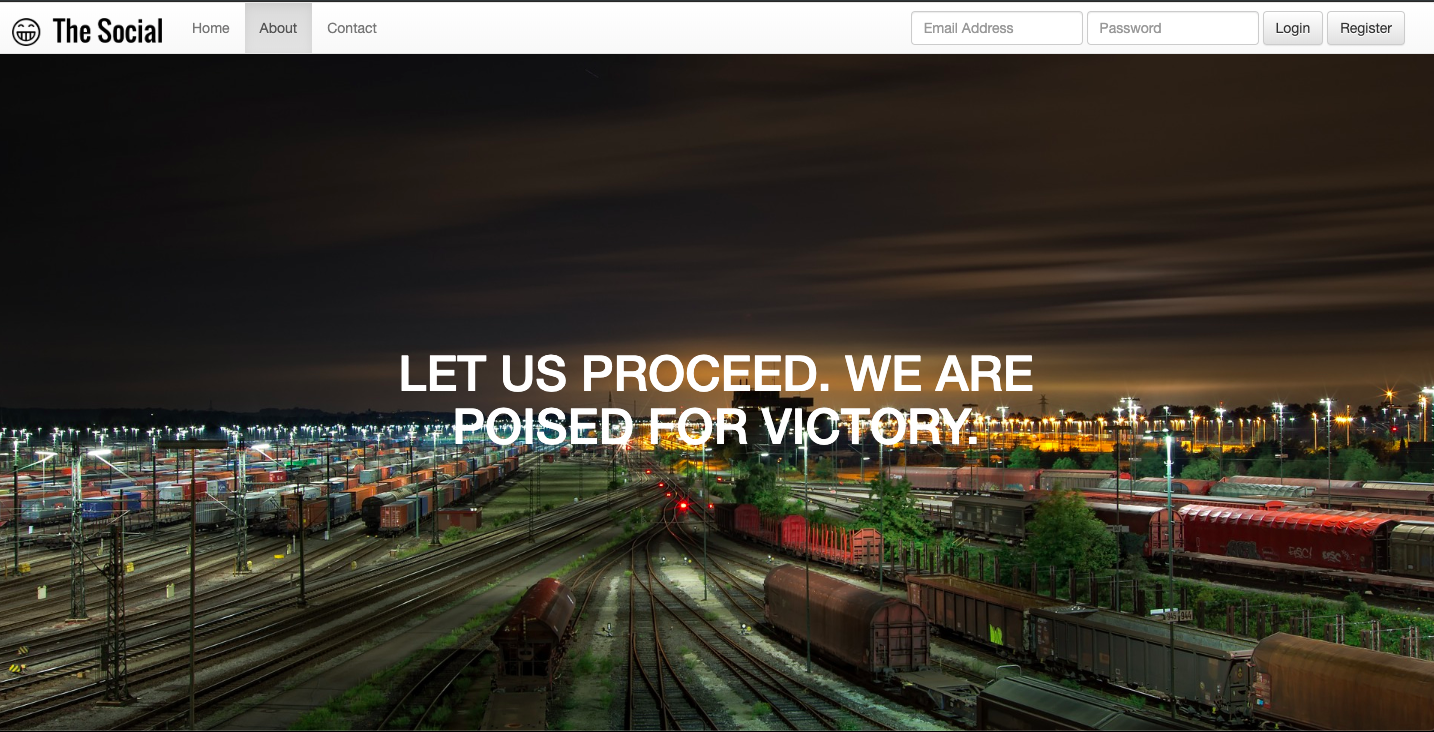 The Social Home About Contact Email Address Password Login Register
LET US PROCEED. WE ARE
POISED FOR VICTORY.